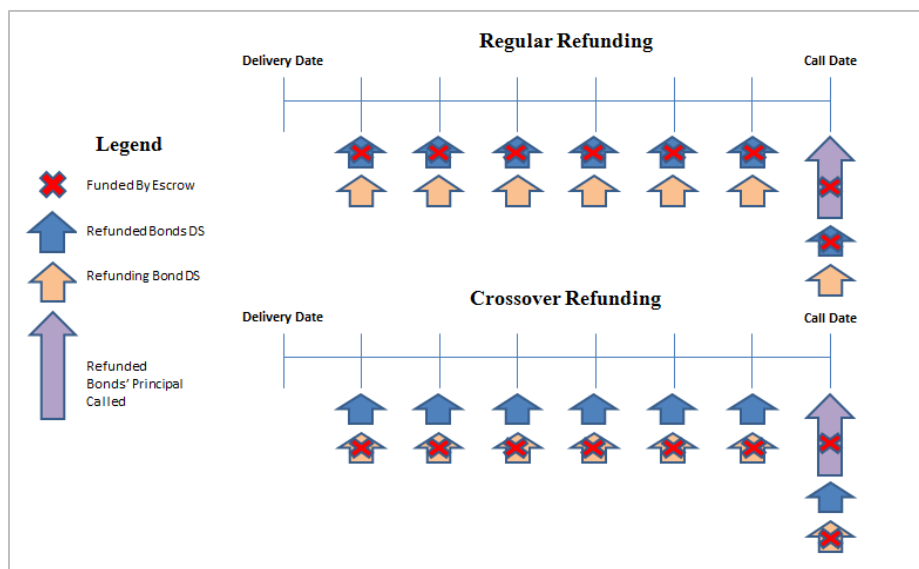 Regular Refunding
Delivery Date
Call Date
Legend
Funded By Escrow
Refunded Bonds DS
Refunding Bond DS
Refunded
Bonds' Principal
Called
Crossover Refunding
Delivery Date
Call Date